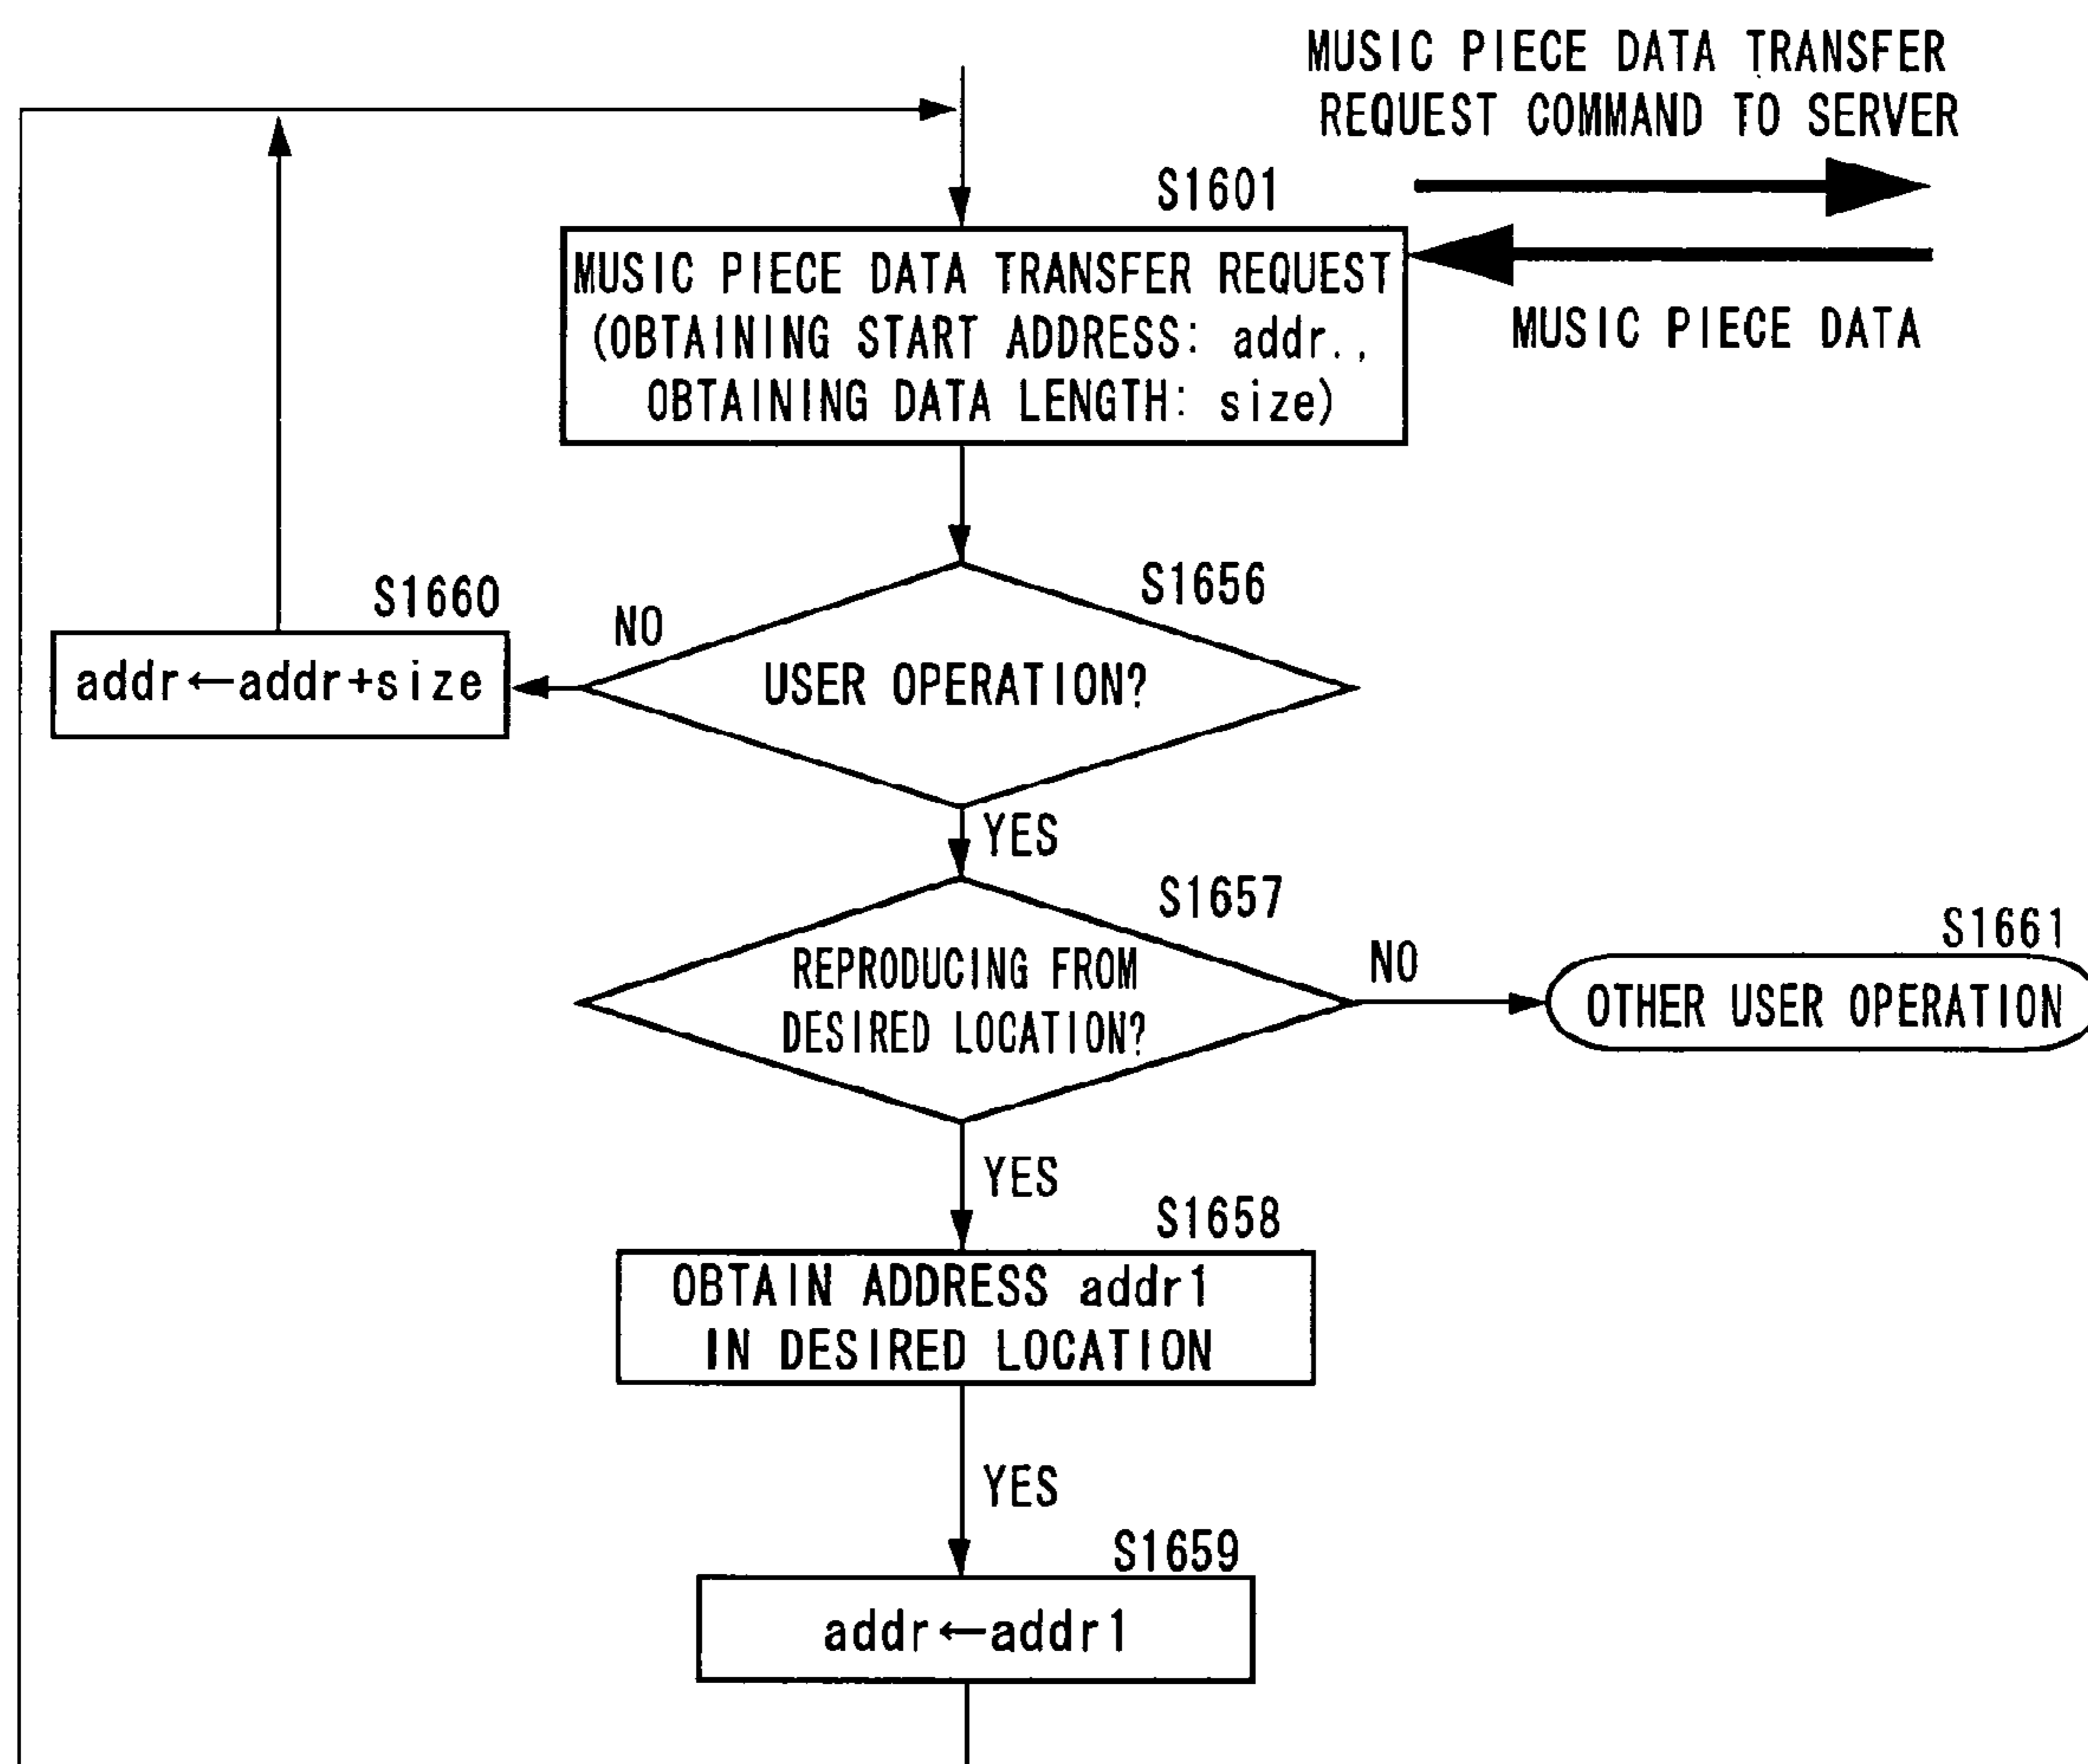 MUSIC PIECE DATA TRANSFER
REQUEST COMMAND TO SERVER
S1601
MUSIC PIECE DATA TRANSFER REQUEST
(OBTAINING START ADDRESS: addr.,
OBTAINING DATA LENGTH: size)
MUSIC PIECE DATA
S1656
S1660
NO
addr←addr+size
USER OPERATION?
YES
S1657
REPRODUCING FROM
DESIRED LOCATION?
NO
S1661
OTHER USER OPERATION
YES
S1658
OBTAIN ADDRESS addr1
IN DESIRED LOCATION
YES
S1659
addr←addr1